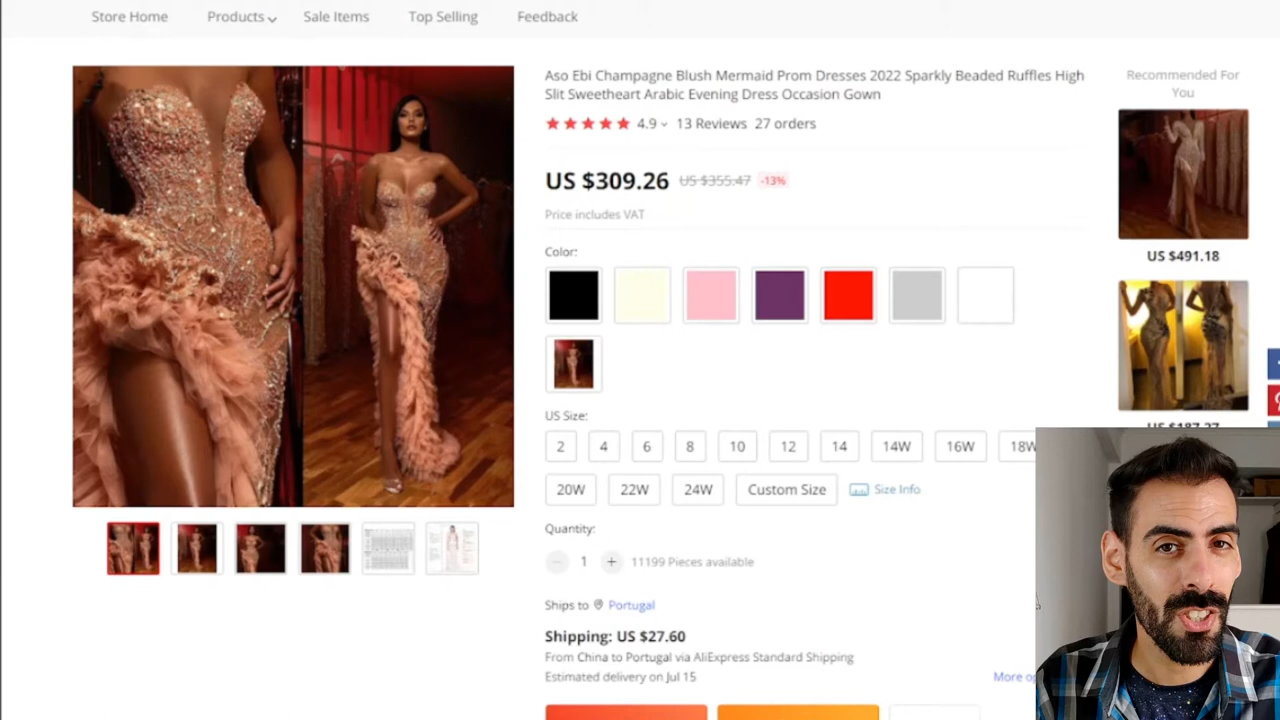 Store Home Products Sale Items Top Selling Feedback
Aso Ebi Champagne Blush Mermaid Prom Dresses 2022 Sparkly Beaded Ruffles High
Slit Sweetheart Arabic Evening Dress Occasion Gown
4.9 13 Reviews 27 orders
US $309.26 US $355.47 -13%
Price includes VAT
Color:
US Size:
2 4 6 8 10 12 14 14W 16W 18W
20W 22W 24W Custom Size Size Info
Quantity:
1 + 11199 Pieces available
Ships to Portugal
Shipping: US $27.60
From China to Portugal via AliExpress Standard Shipping
Estimated delivery on Jul 15 More
Recommended For
You
US $491.18